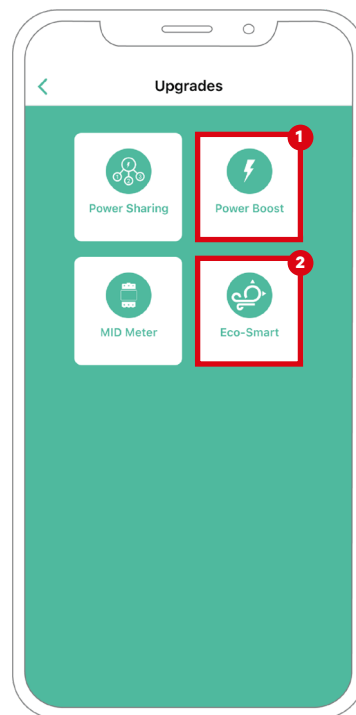 Upgrades
1
Power Sharing
Power Boost
2
MID Meter
Eco-Smart